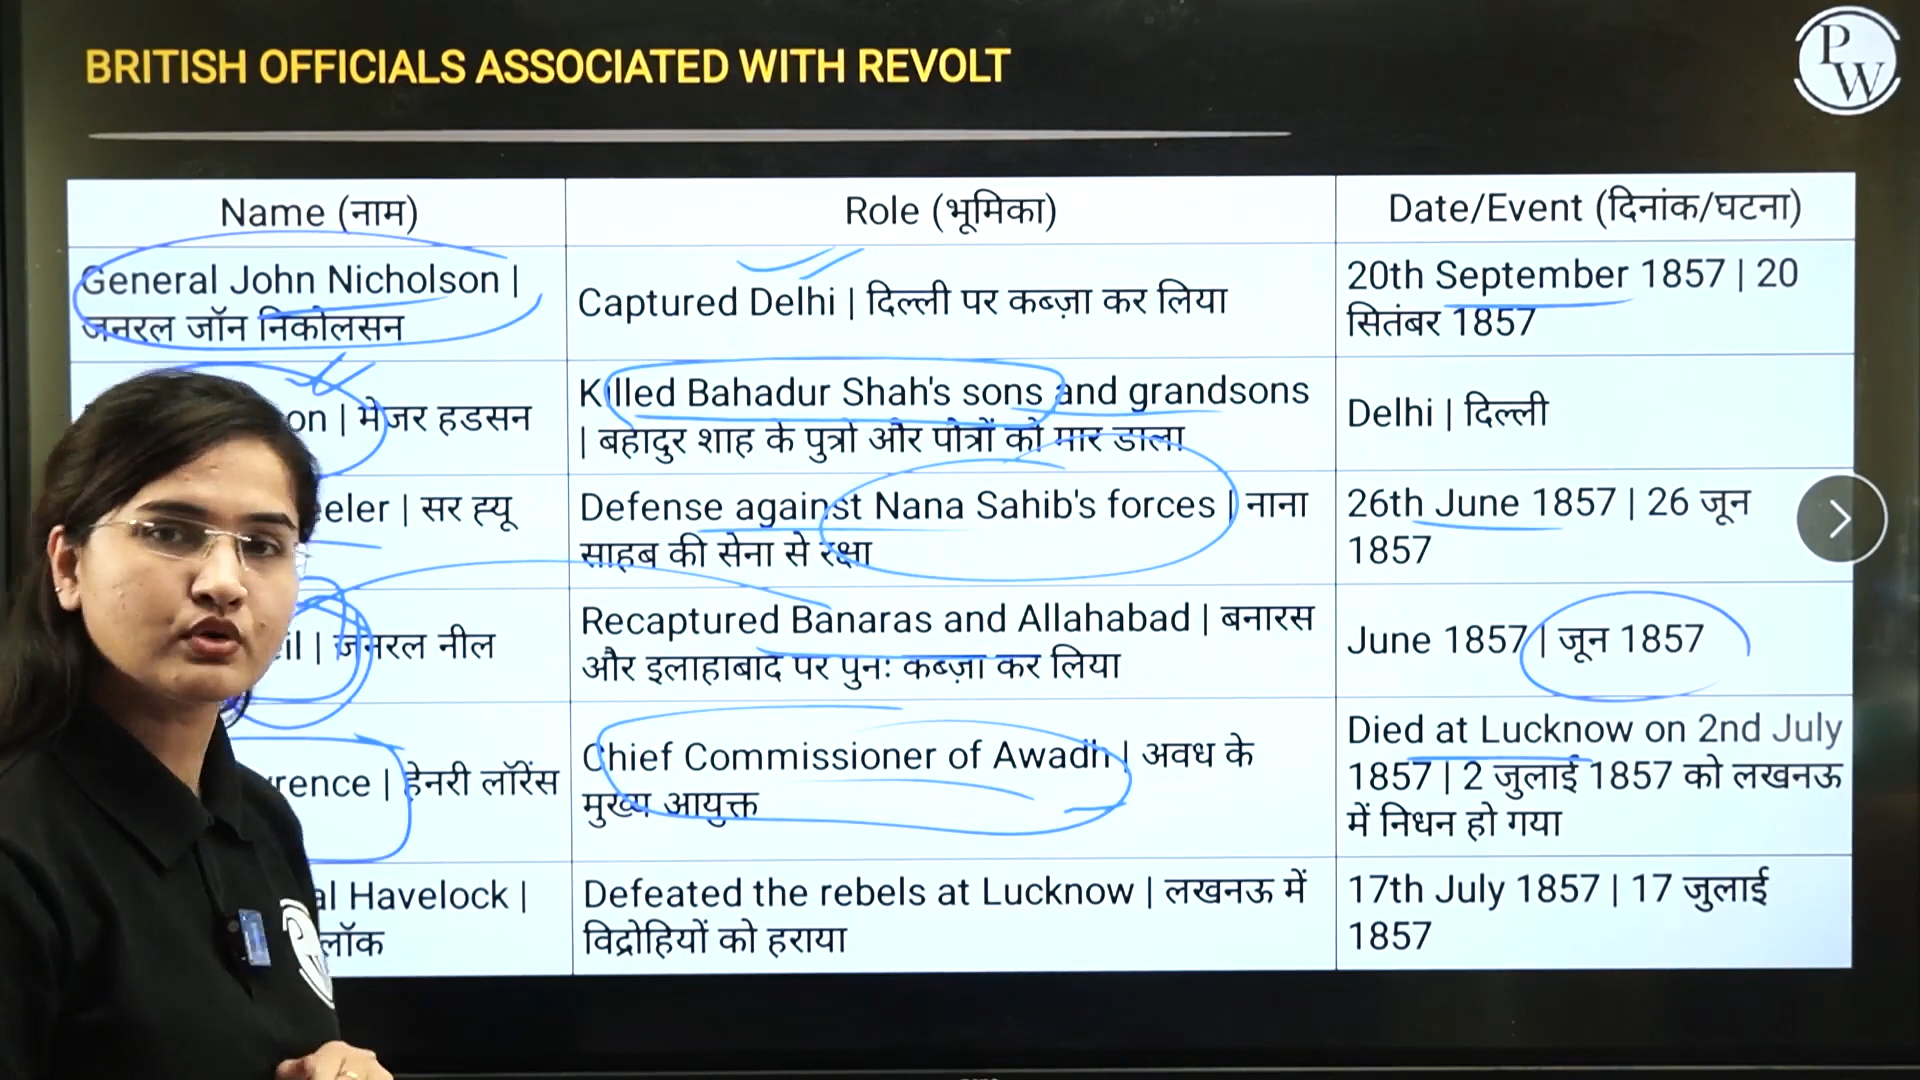 BRITISH OFFICIALS ASSOCIATED WITH REVOLT
PW
Name (नाम)
Role (भूमिका)
Date/Event (दिनांक/घटना)
General John Nicholson |
जनरल जॉन निकोलसन
Captured Delhi | दिल्ली पर कब्ज़ा कर लिया
20th September 1857 | 20
सितंबर 1857
on | मेजर हडसन
Killed Bahadur Shah's sons and grandsons
| बहादुर शाह के पुत्रों और पोत्रों को मार डाला
Delhi | दिल्ली
eeler | सर ह्यू
Defense against Nana Sahib's forces | नाना
साहब की सेना से रक्षा
26th June 1857 | 26 जून
1857
il | जनरल नील
Recaptured Banaras and Allahabad | बनारस
और इलाहाबाद पर पुनः कब्ज़ा कर लिया
June 1857 | जून 1857
rence | हेनरी लॉरेंस
Chief Commissioner of Awadh | अवध के
मुख्य आयुक्त
Died at Lucknow on 2nd July
1857 | 2 जुलाई 1857 को लखनऊ
में निधन हो गया
al Havelock |
लॉक
Defeated the rebels at Lucknow | लखनऊ में
विद्रोहियों को हराया
17th July 1857 | 17 जुलाई
1857